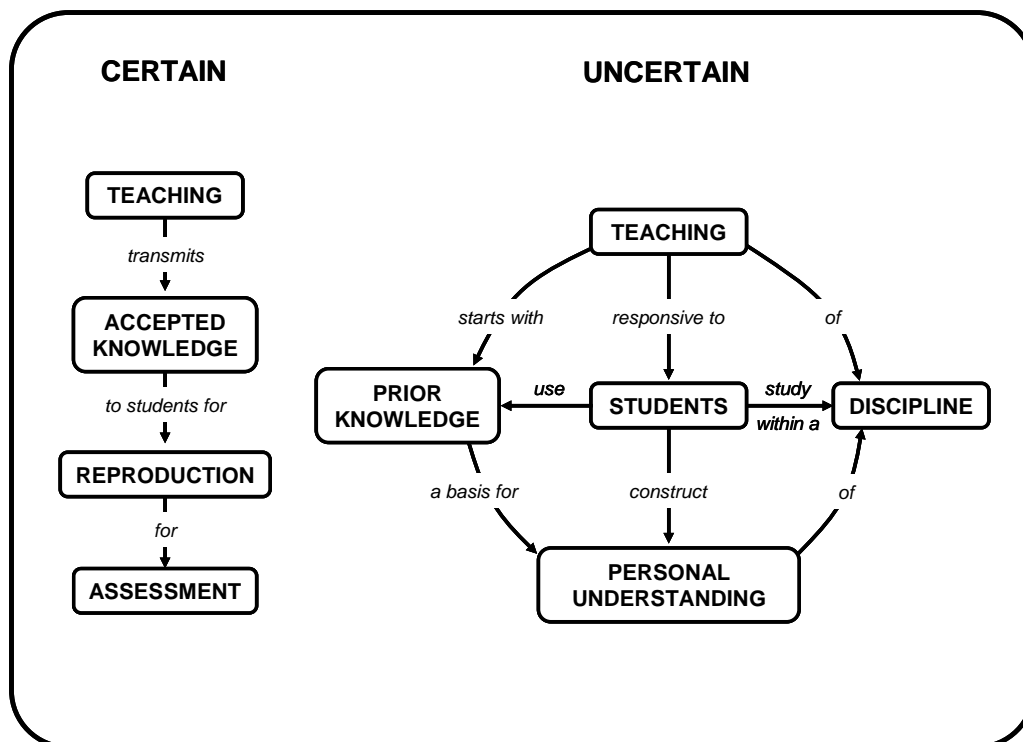 CERTAIN
TEACHING
transmits
ACCEPTED
KNOWLEDGE
to students for
REPRODUCTION
for
ASSESSMENT
UNCERTAIN
TEACHING
starts with
responsive to
of
PRIOR
KNOWLEDGE
use
STUDENTS
study
within a
DISCIPLINE
a basis for
construct
of
PERSONAL
UNDERSTANDING